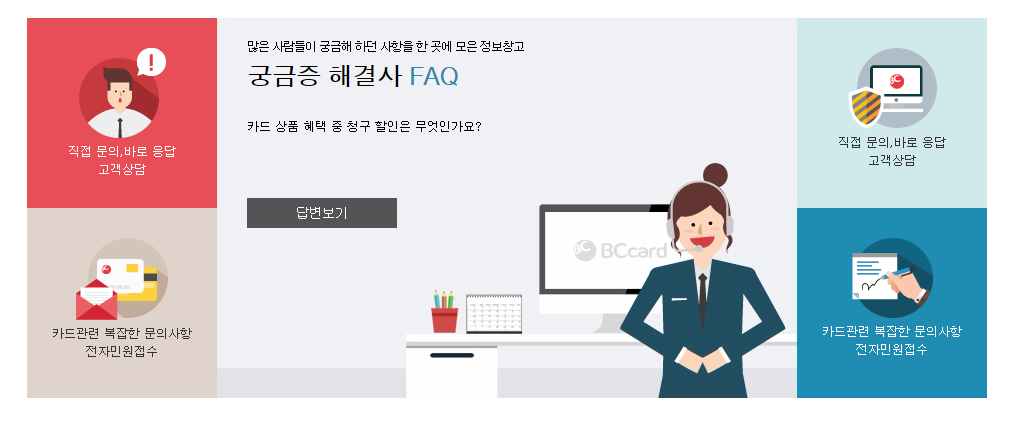 직접 문의,바로 응답
고객상담
카드관련 복잡한 문의사항
전자민원접수
많은 사람들이 궁금해 하던 사항을 한 곳에 모은 정보창고
궁금증 해결사 FAQ
카드 상품 혜택 중 청구 할인은 무엇인가요?
답변보기
BCcard
직접 문의,바로 응답
고객상담
카드관련 복잡한 문의사항
전자민원접수